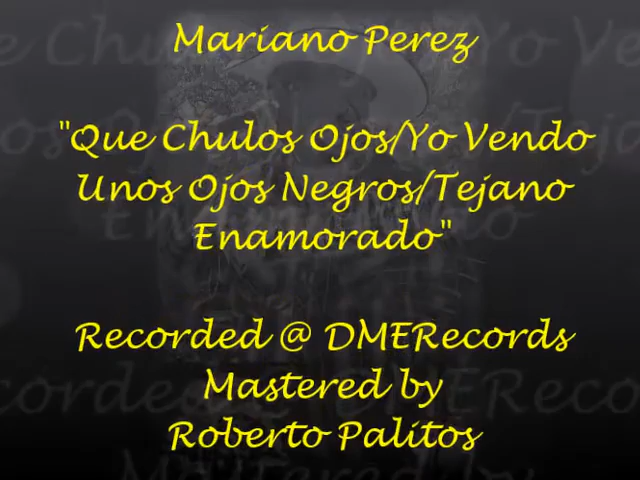 Mariano Perez
"Que Chulos Ojos/Yo Vendo
Unos Ojos Negros/Tejano
Enamorado"
Recorded @ DMERecords
Mastered by
Roberto Palitos